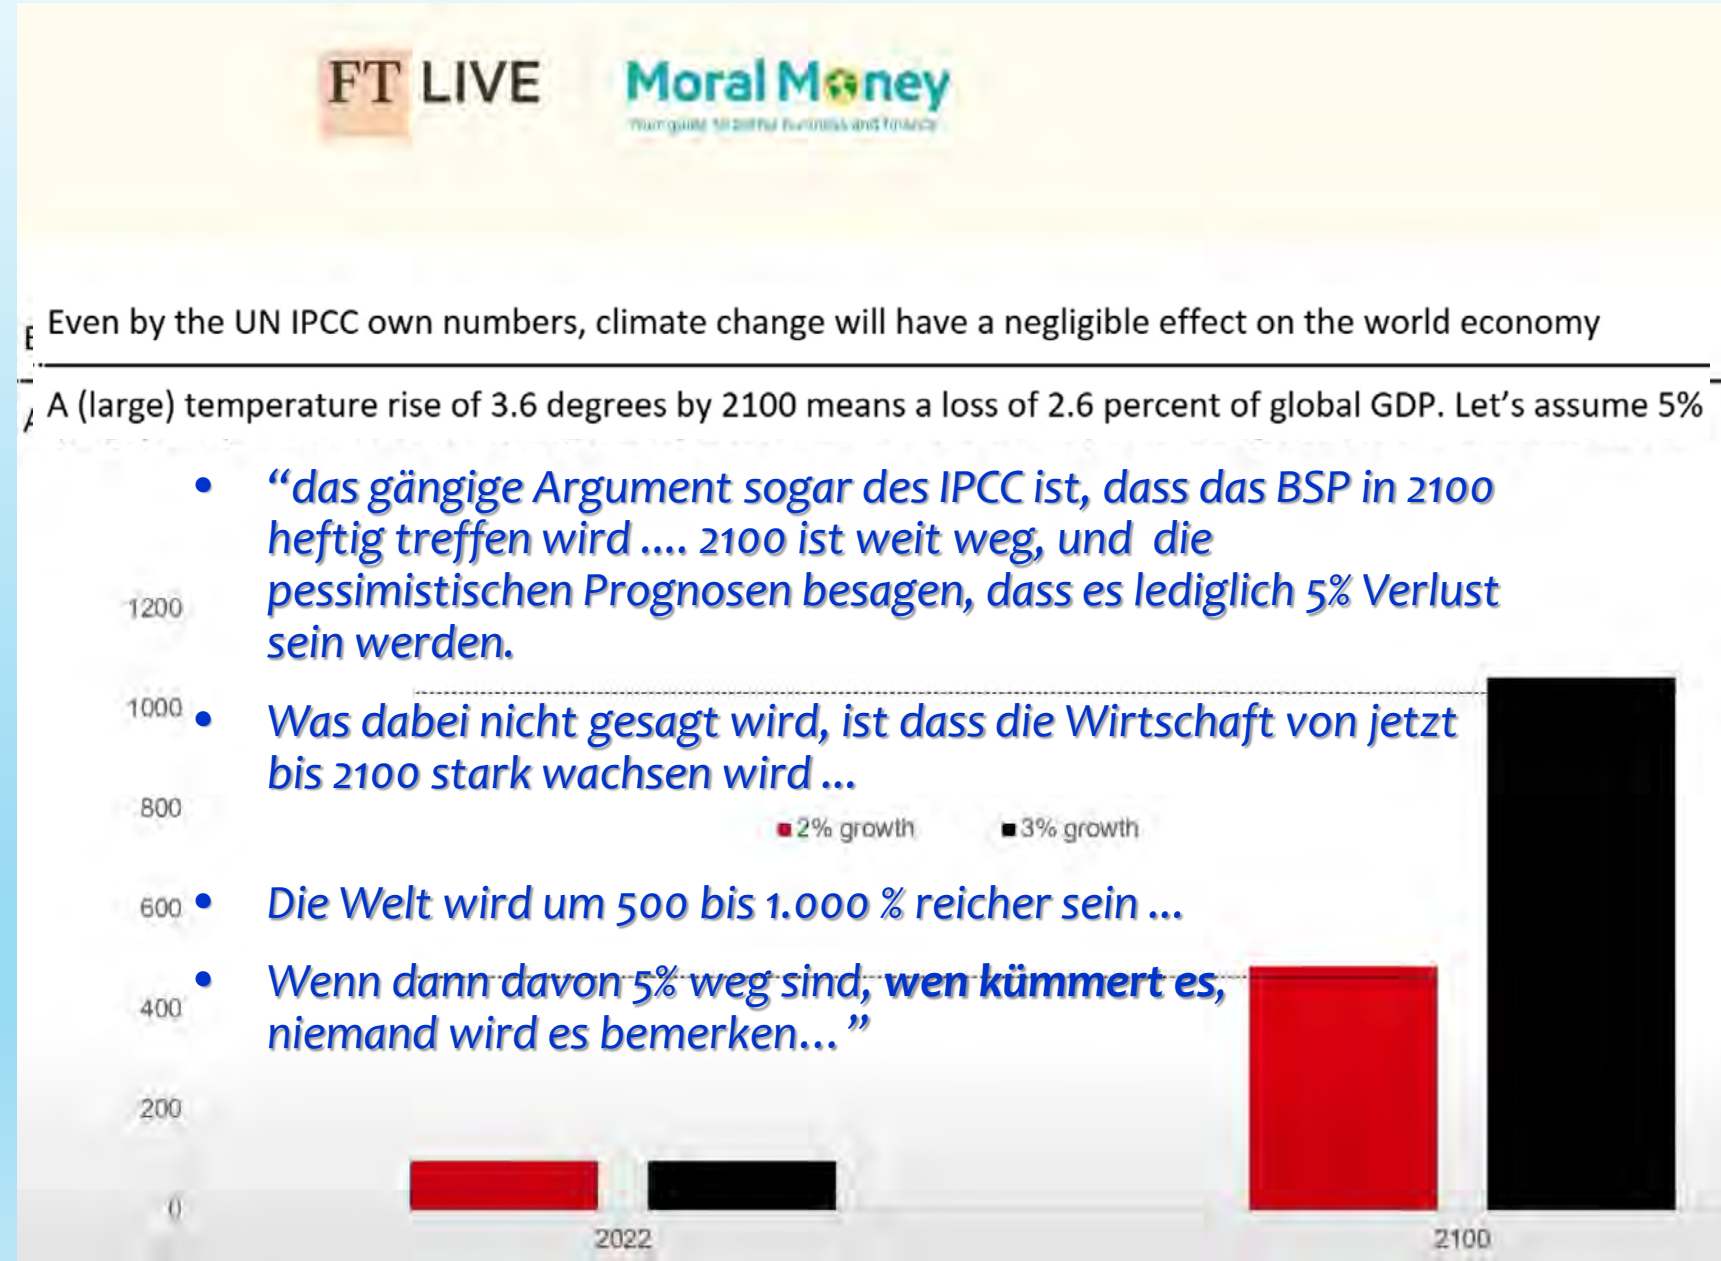 FT LIVE
Moral Money
Even by the UN IPCC own numbers, climate change will have a negligible effect on the world economy
A (large) temperature rise of 3.6 degrees by 2100 means a loss of 2.6 percent of global GDP. Let's assume 5%
• “das gängige Argument sogar des IPCC ist, dass das BSP in 2100
heftig treffen wird .... 2100 ist weit weg, und die
pessimistischen Prognosen besagen, dass es lediglich 5% Verlust
sein werden.
• Was dabei nicht gesagt wird, ist dass die Wirtschaft von jetzt
bis 2100 stark wachsen wird ...
• Die Welt wird um 500 bis 1.000 % reicher sein ...
• Wenn dann davon 5% weg sind, wen kümmert es,
niemand wird es bemerken...”
2% growth 3% growth
1200
1000
800
600
400
200
0
2022 2100